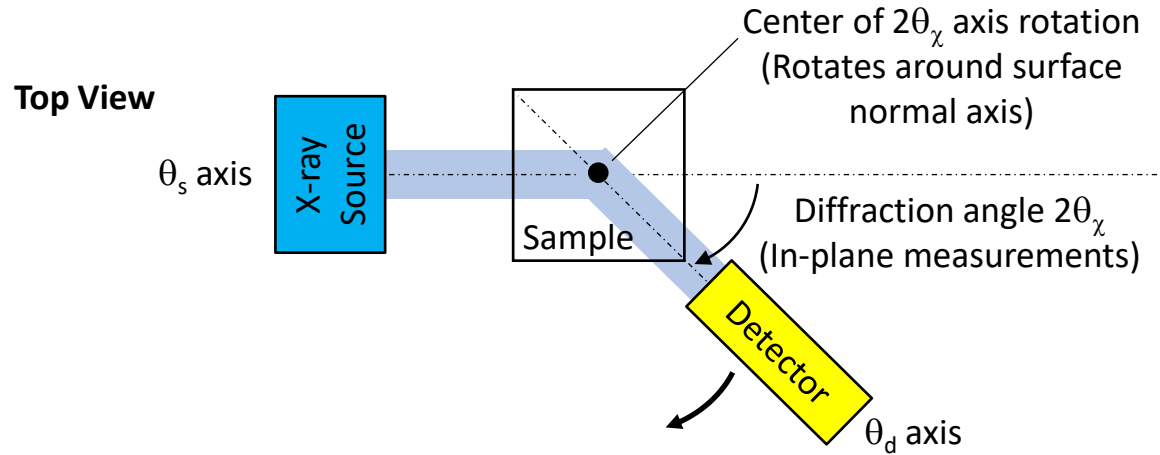 Center of 2θχ axis rotation
(Rotates around surface
normal axis)
Top View
X-ray
Source
θs axis
Sample
Diffraction angle 2θχ
(In-plane measurements)
Detector
θd axis